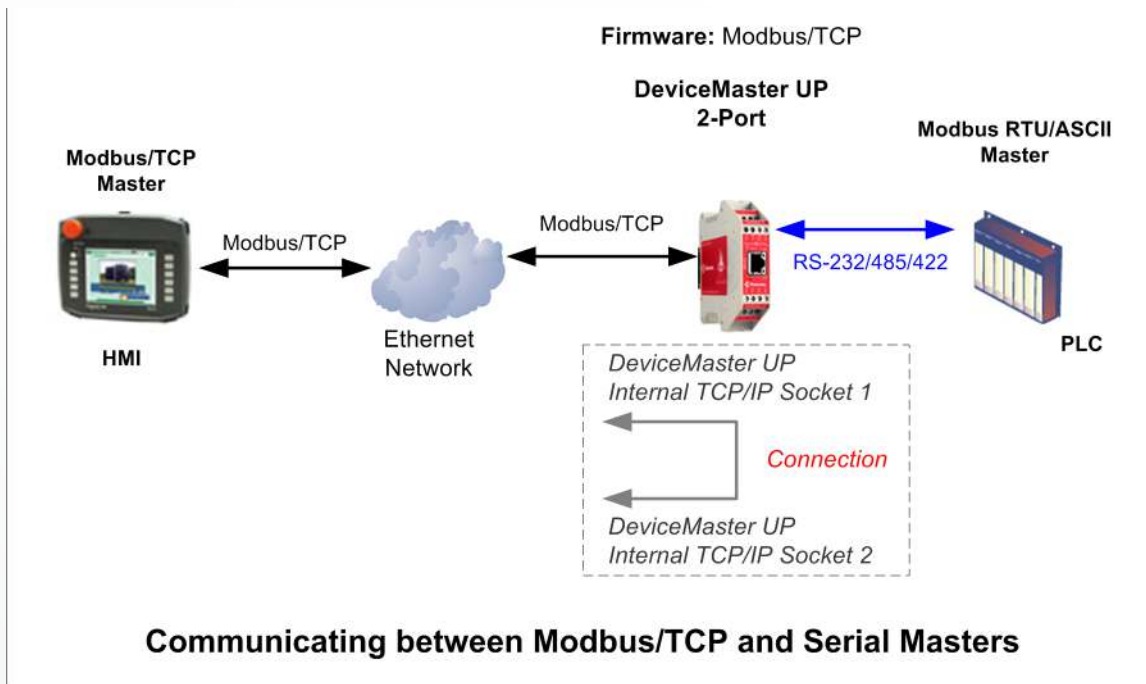 Firmware: Modbus/TCP
DeviceMaster UP
2-Port
Modbus RTU/ASCII
Master
Modbus/TCP
Master
Modbus/TCP
Modbus/TCP
RS-232/485/422
HMI
Ethernet
Network
PLC
DeviceMaster UP
Internal TCP/IP Socket 1
Connection
DeviceMaster UP
Internal TCP/IP Socket 2
Communicating between Modbus/TCP and Serial Masters